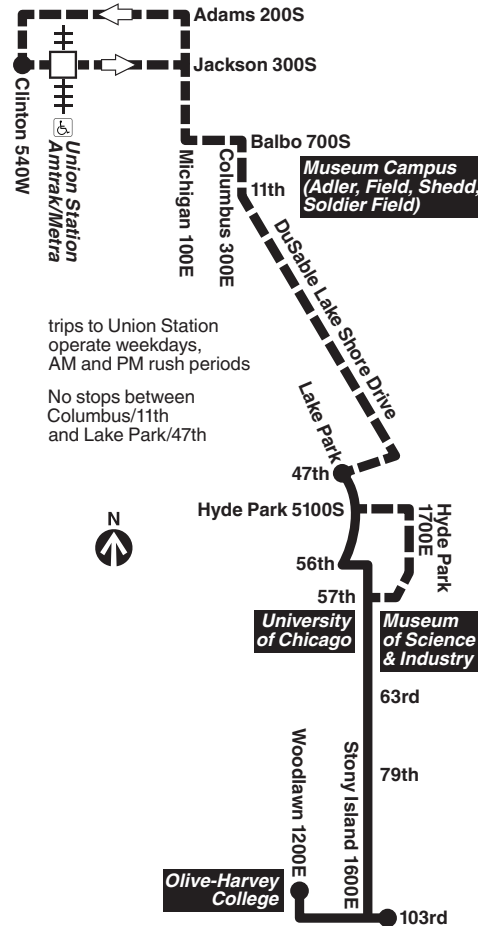 Adams 200S
Jackson 300S
Clinton 540W
Union Station
Amtrak/Metra
Michigan 100E
Columbus 300E
Balbo 700S
11th
Museum Campus
(Adler, Field, Shedd,
Soldier Field)
DuSable Lake Shore Drive
trips to Union Station
operate weekdays,
AM and PM rush periods
No stops between
Columbus/11th
and Lake Park/47th
Lake Park
47th
Hyde Park 5100S
Hyde Park
1700E
N
56th
57th
University
of Chicago
Museum
of Science
& Industry
63rd
79th
Woodlawn 1200E
Stony Island 1600E
Olive-Harvey
College
103rd